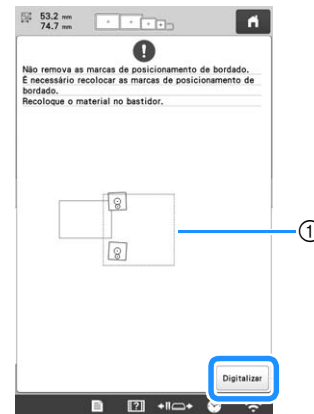 53.2 mm
74.7 mm
Não remova as marcas de posicionamento de bordado.
É necessário recolocar as marcas de posicionamento de
bordado.
Recoloque o material no bastidor.
①
Digitalizar